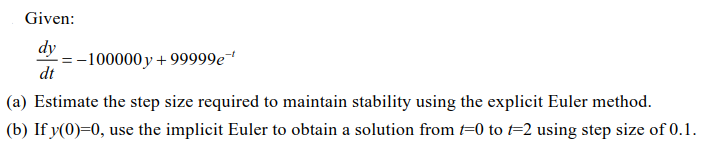 Given:
dy/dt = -100000y + 99999e^{-t}
(a) Estimate the step size required to maintain stability using the explicit Euler method.
(b) If y(0)=0, use the implicit Euler to obtain a solution from t=0 to t=2 using step size of 0.1.